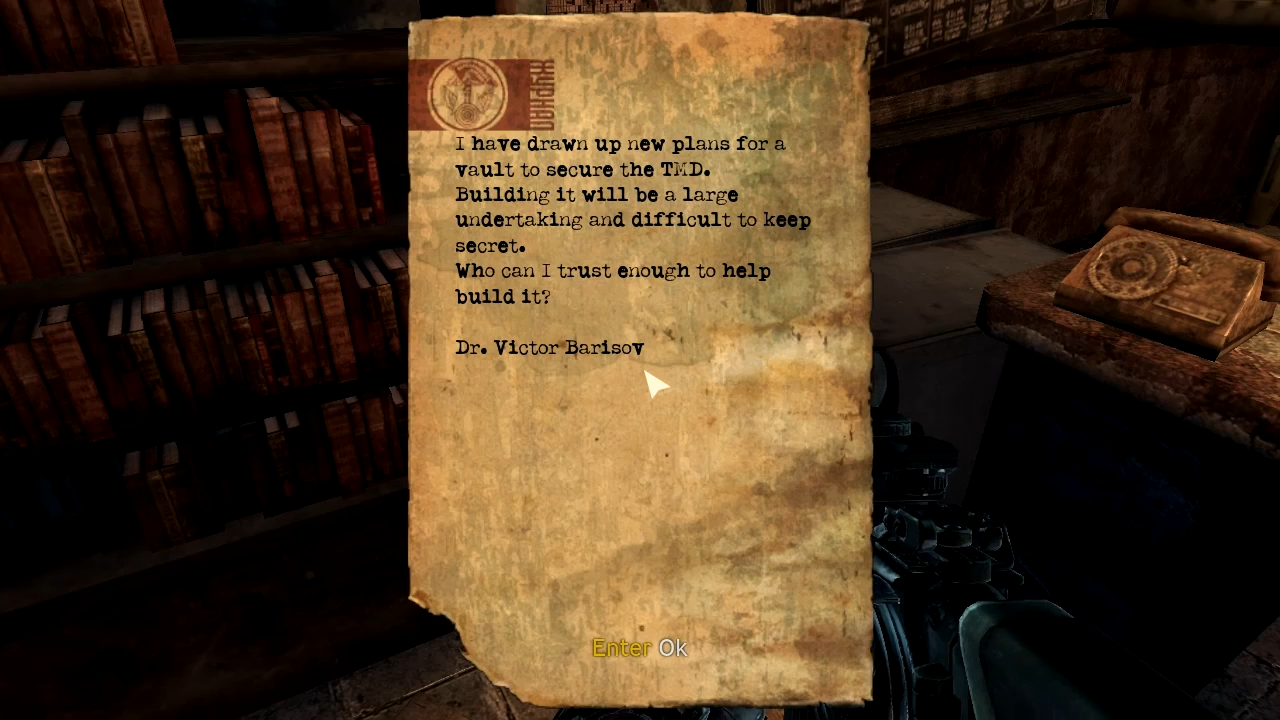 I have drawn up new plans for a
vault to secure the TMD.
Building it will be a large
undertaking and difficult to keep
secret.
Who can I trust enough to help
build it?
Dr. Victor Barisov
Enter Ok